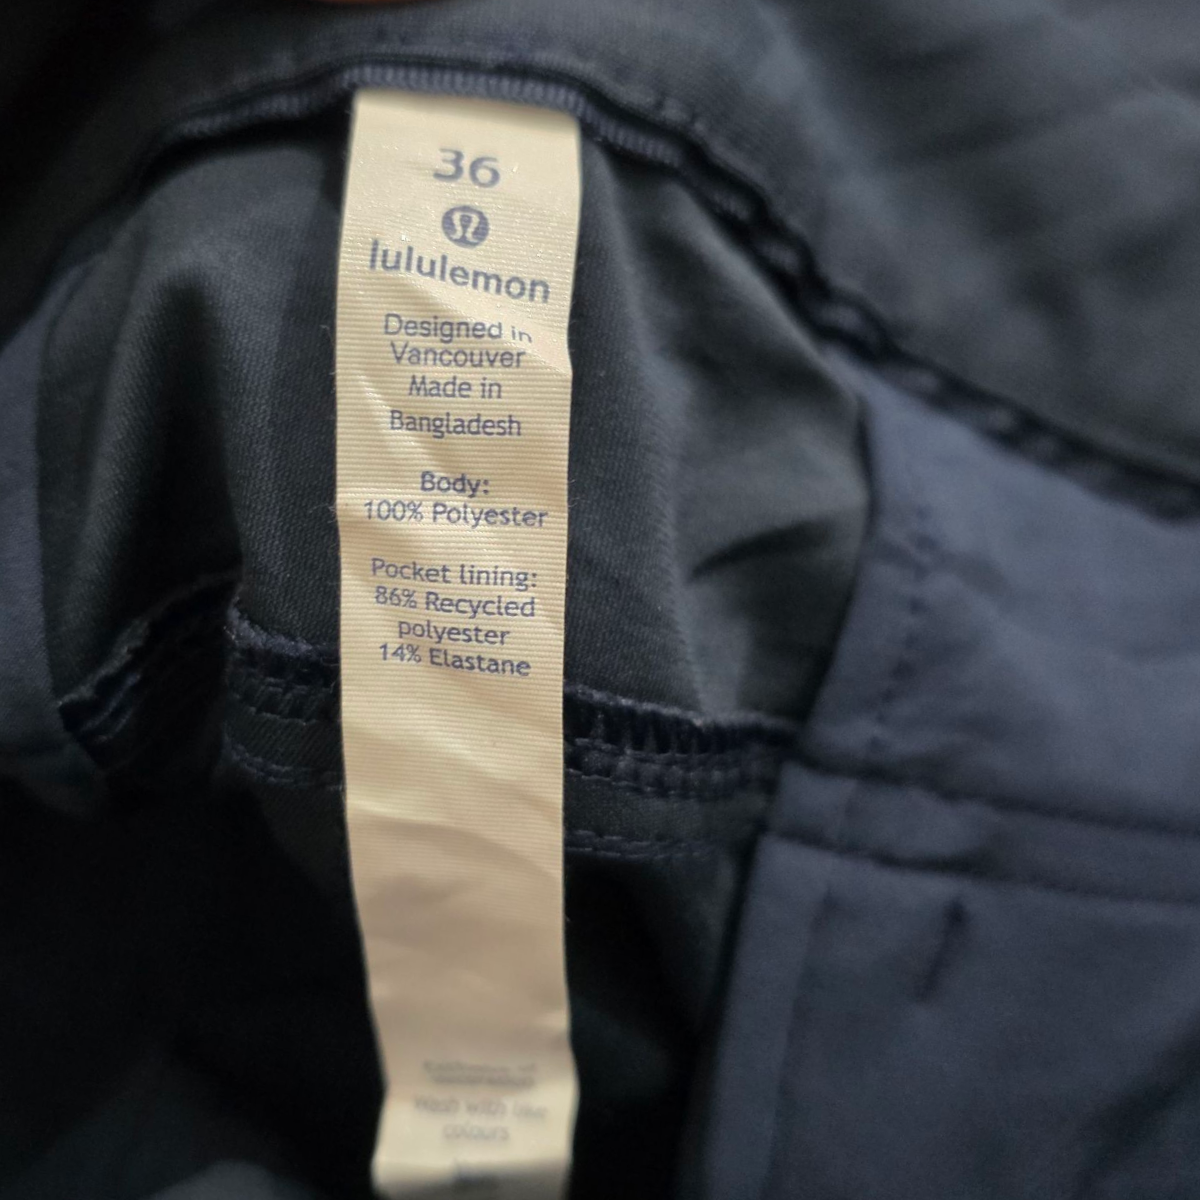 36
lululemon
Designed in
Vancouver
Made in
Bangladesh
Body:
100% Polyester
Pocket lining:
86% Recycled
polyester
14% Elastane
wash with like
colours